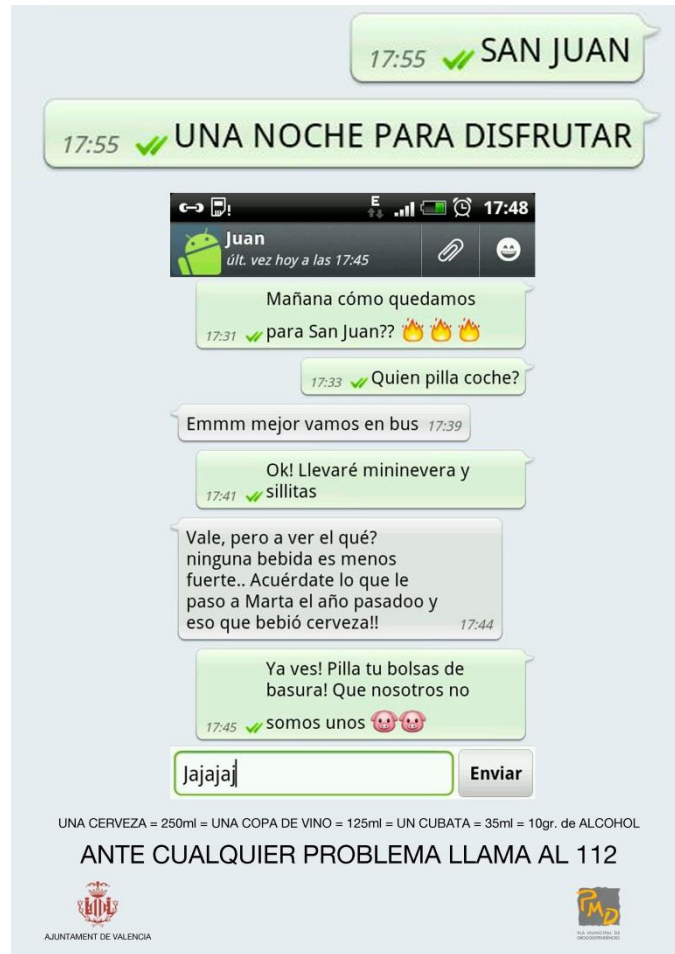 17:55 SAN JUAN
17:55 UNA NOCHE PARA DISFRUTAR
E 17:48
Juan
últ. vez hoy a las 17:45
Mañana cómo quedamos
17:31 para San Juan??
17:33 Quien pilla coche?
Emmm mejor vamos en bus 17:39
Ok! Llevaré mininevera y
17:41 sillitas
Vale, pero a ver el qué?
ninguna bebida es menos
fuerte.. Acuérdate lo que le
paso a Marta el año pasadoo y
eso que bebió cerveza!! 17:44
Ya ves! Pilla tu bolsas de
basura! Que nosotros no
17:45 somos unos
Jajajaj Enviar
UNA CERVEZA = 250ml = UNA COPA DE VINO = 125ml = UN CUBATA = 35ml = 10gr. de ALCOHOL
ANTE CUALQUIER PROBLEMA LLAMA AL 112
PMD
AJUNTAMENT DE VALENCIA
PLA MUNICIPAL DE
DROGODEPENDÈNCIES